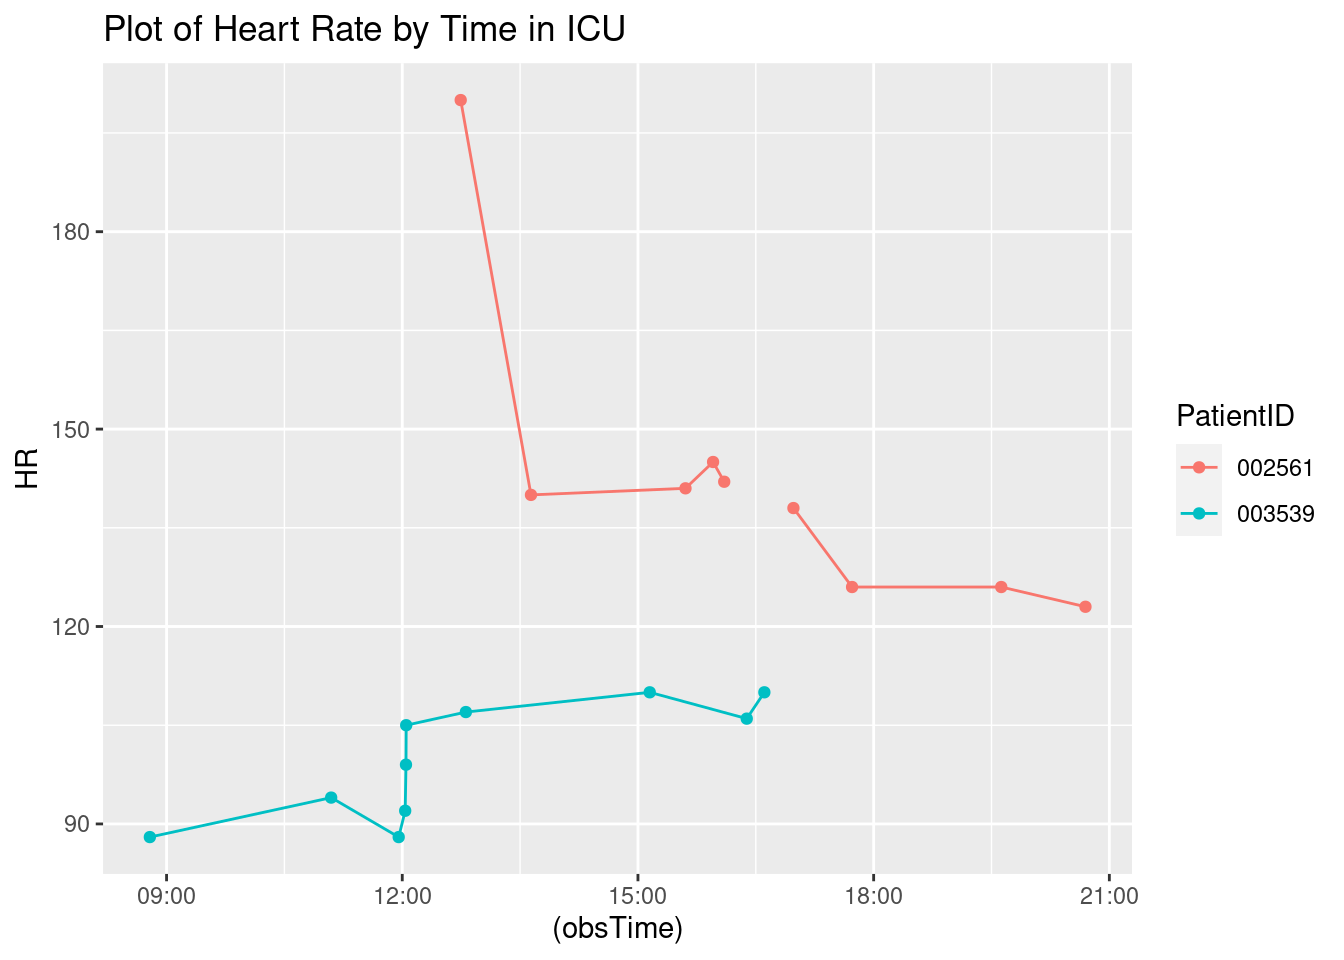 Plot of Heart Rate by Time in ICU
180
150
120
90
HR
09:00
12:00
15:00
18:00
21:00
(obsTime)
PatientID
002561
003539